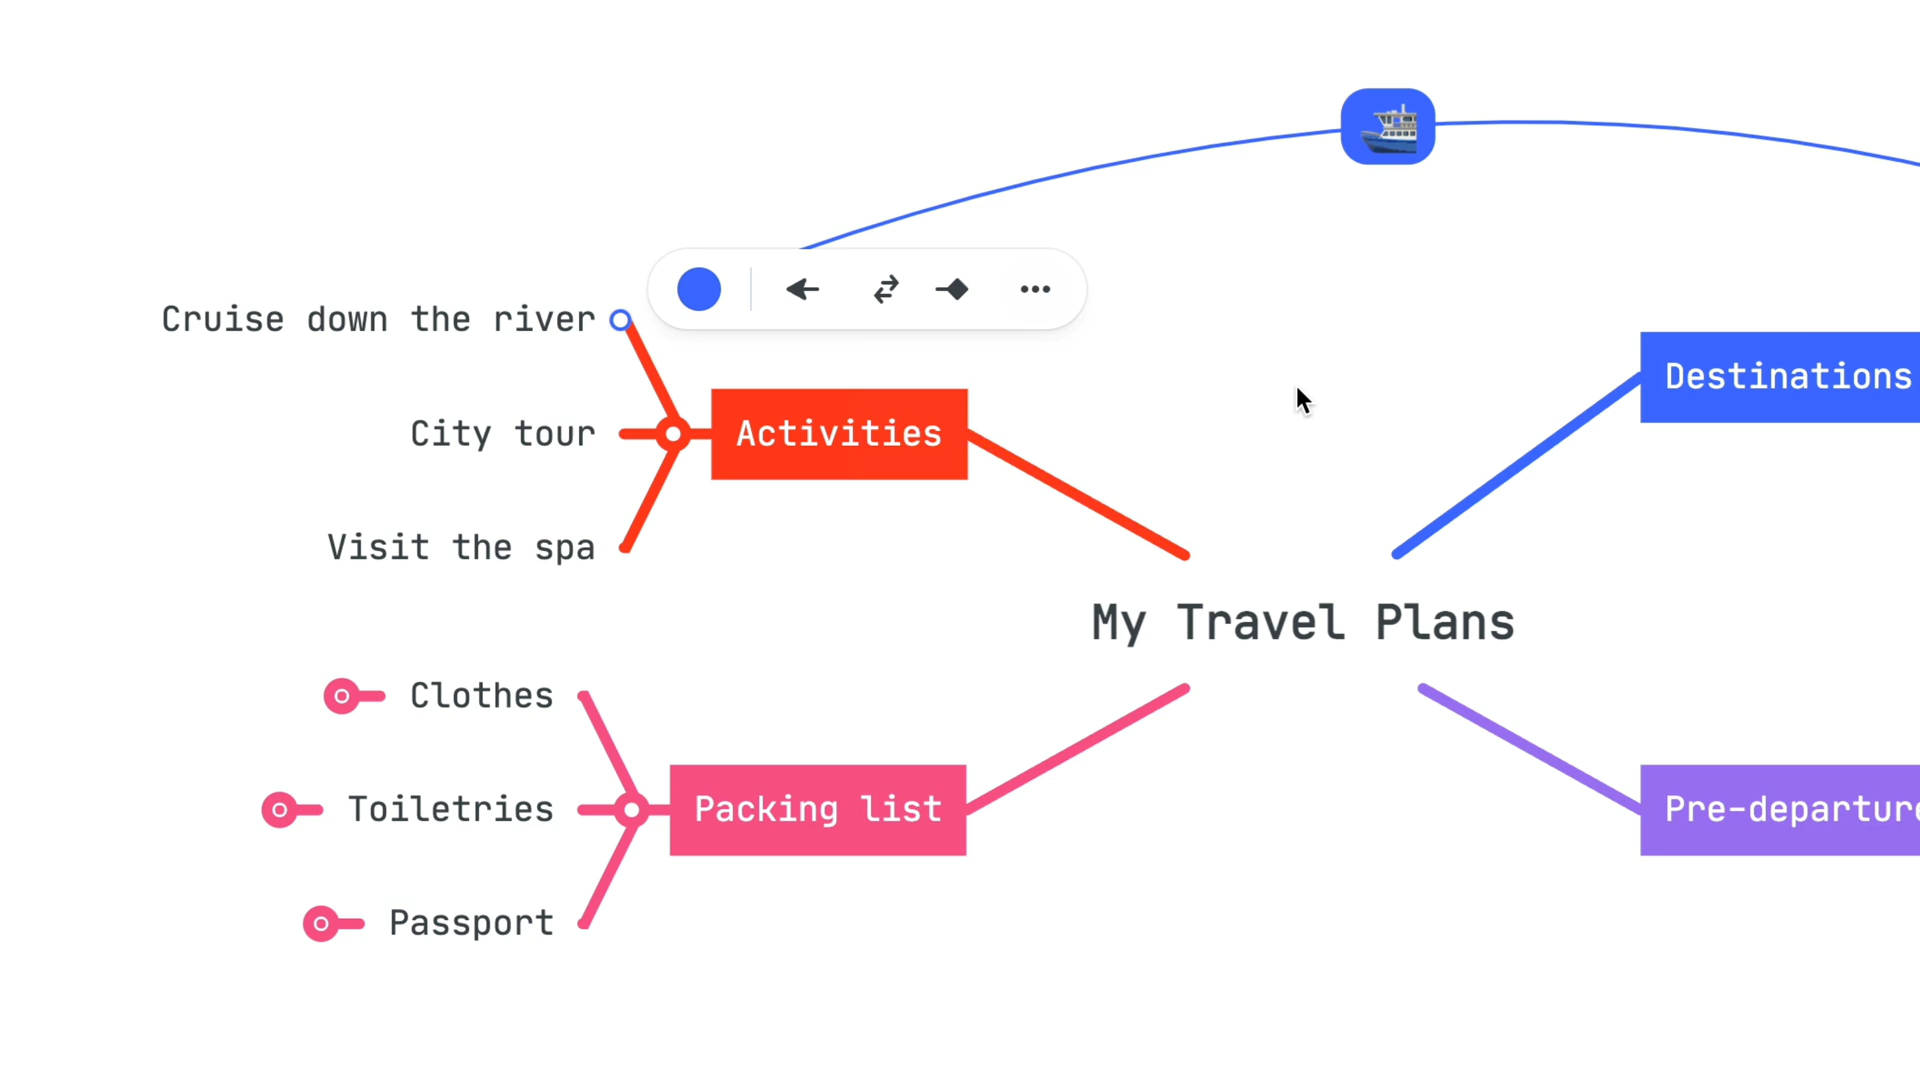 Cruise down the river
City tour
Visit the spa
Activities
Destinations
My Travel Plans
Clothes
Toiletries
Passport
Packing list
Pre-departure